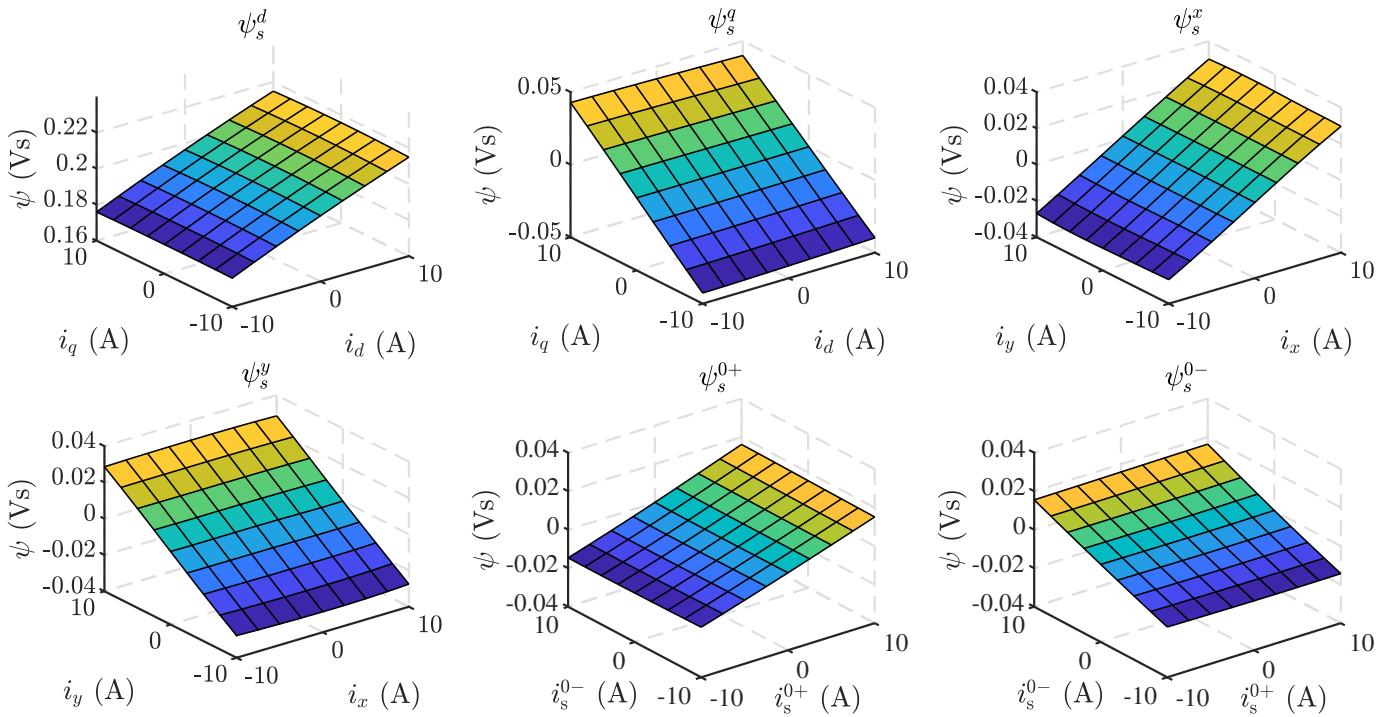 ψ_s^d
ψ (Vs)
0.22
0.2
0.18
0.16
10
0
-10
-10
0
10
i_q (A)
i_d (A)
ψ_s^q
ψ (Vs)
0.05
0
-0.05
10
0
-10
-10
0
10
i_q (A)
i_d (A)
ψ_s^x
ψ (Vs)
0.04
0.02
0
-0.02
-0.04
10
0
-10
-10
0
10
i_y (A)
i_x (A)
ψ_s^y
ψ (Vs)
0.04
0.02
0
-0.02
-0.04
10
0
-10
-10
0
10
i_y (A)
i_x (A)
ψ_s^{0+}
ψ (Vs)
0.04
0.02
0
-0.02
-0.04
10
0
-10
-10
0
10
i_s^{0-} (A)
i_s^{0+} (A)
ψ_s^{0-}
ψ (Vs)
0.04
0.02
0
-0.02
-0.04
10
0
-10
-10
0
10
i_s^{0-} (A)
i_s^{0+} (A)